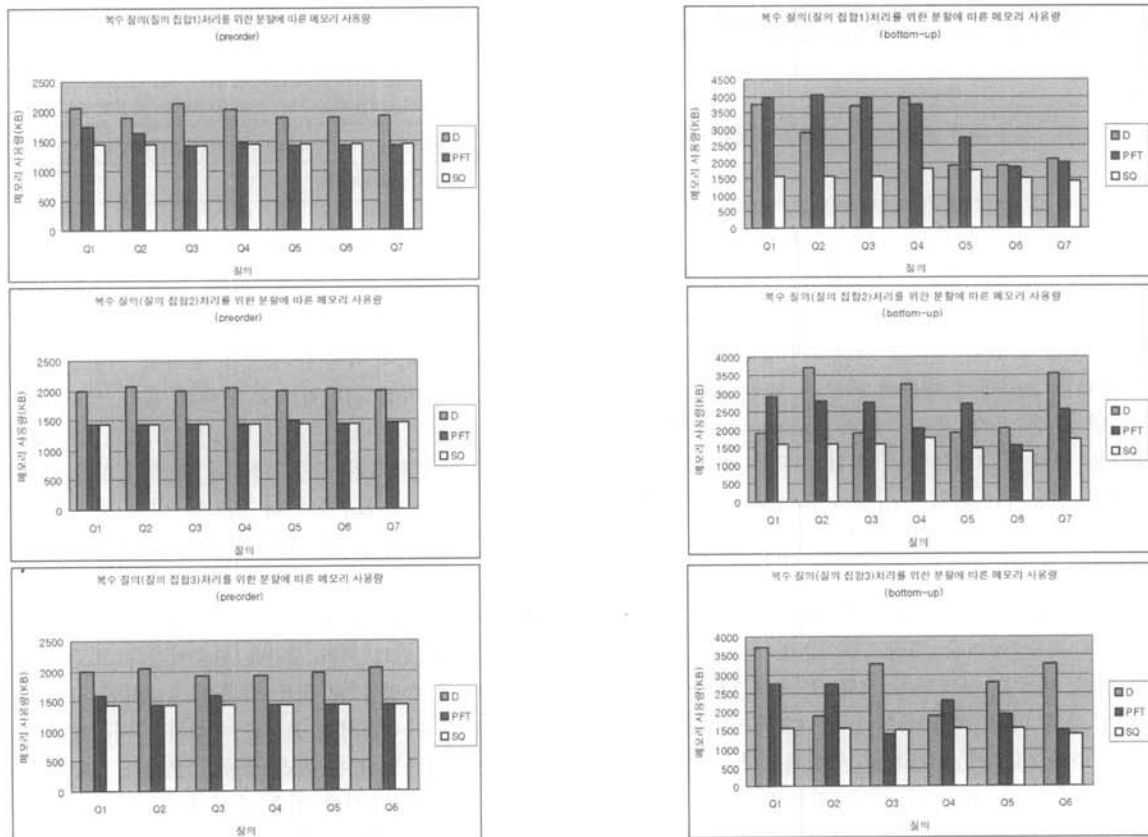 복수 질의(질의 집합1)처리를 위한 분할에 따른 메모리 사용량
(preorder)
메모리 사용량(KB)
2500
2000
1500
1000
500
0
Q1 Q2 Q3 Q4 Q5 Q6 Q7
질의
D
PFT
SQ
복수 질의(질의 집합1)처리를 위한 분할에 따른 메모리 사용량
(bottom-up)
메모리 사용량(KB)
4500
4000
3500
3000
2500
2000
1500
1000
500
0
Q1 Q2 Q3 Q4 Q5 Q6 Q7
질의
D
PFT
SQ
복수 질의(질의 집합2)처리를 위한 분할에 따른 메모리 사용량
(preorder)
메모리 사용량(KB)
2500
2000
1500
1000
500
0
Q1 Q2 Q3 Q4 Q5 Q6 Q7
질의
D
PFT
SQ
복수 질의(질의 집합2)처리를 위한 분할에 따른 메모리 사용량
(bottom-up)
메모리 사용량(KB)
4000
3500
3000
2500
2000
1500
1000
500
0
Q1 Q2 Q3 Q4 Q5 Q6 Q7
질의
D
PFT
SQ
복수 질의(질의 집합3)처리를 위한 분할에 따른 메모리 사용량
(preorder)
메모리 사용량(KB)
2500
2000
1500
1000
500
0
Q1 Q2 Q3 Q4 Q5 Q6
질의
D
PFT
SQ
복수 질의(질의 집합3)처리를 위한 분할에 따른 메모리 사용량
(bottom-up)
메모리 사용량(KB)
4000
3500
3000
2500
2000
1500
1000
500
0
Q1 Q2 Q3 Q4 Q5 Q6
질의
D
PFT
SQ